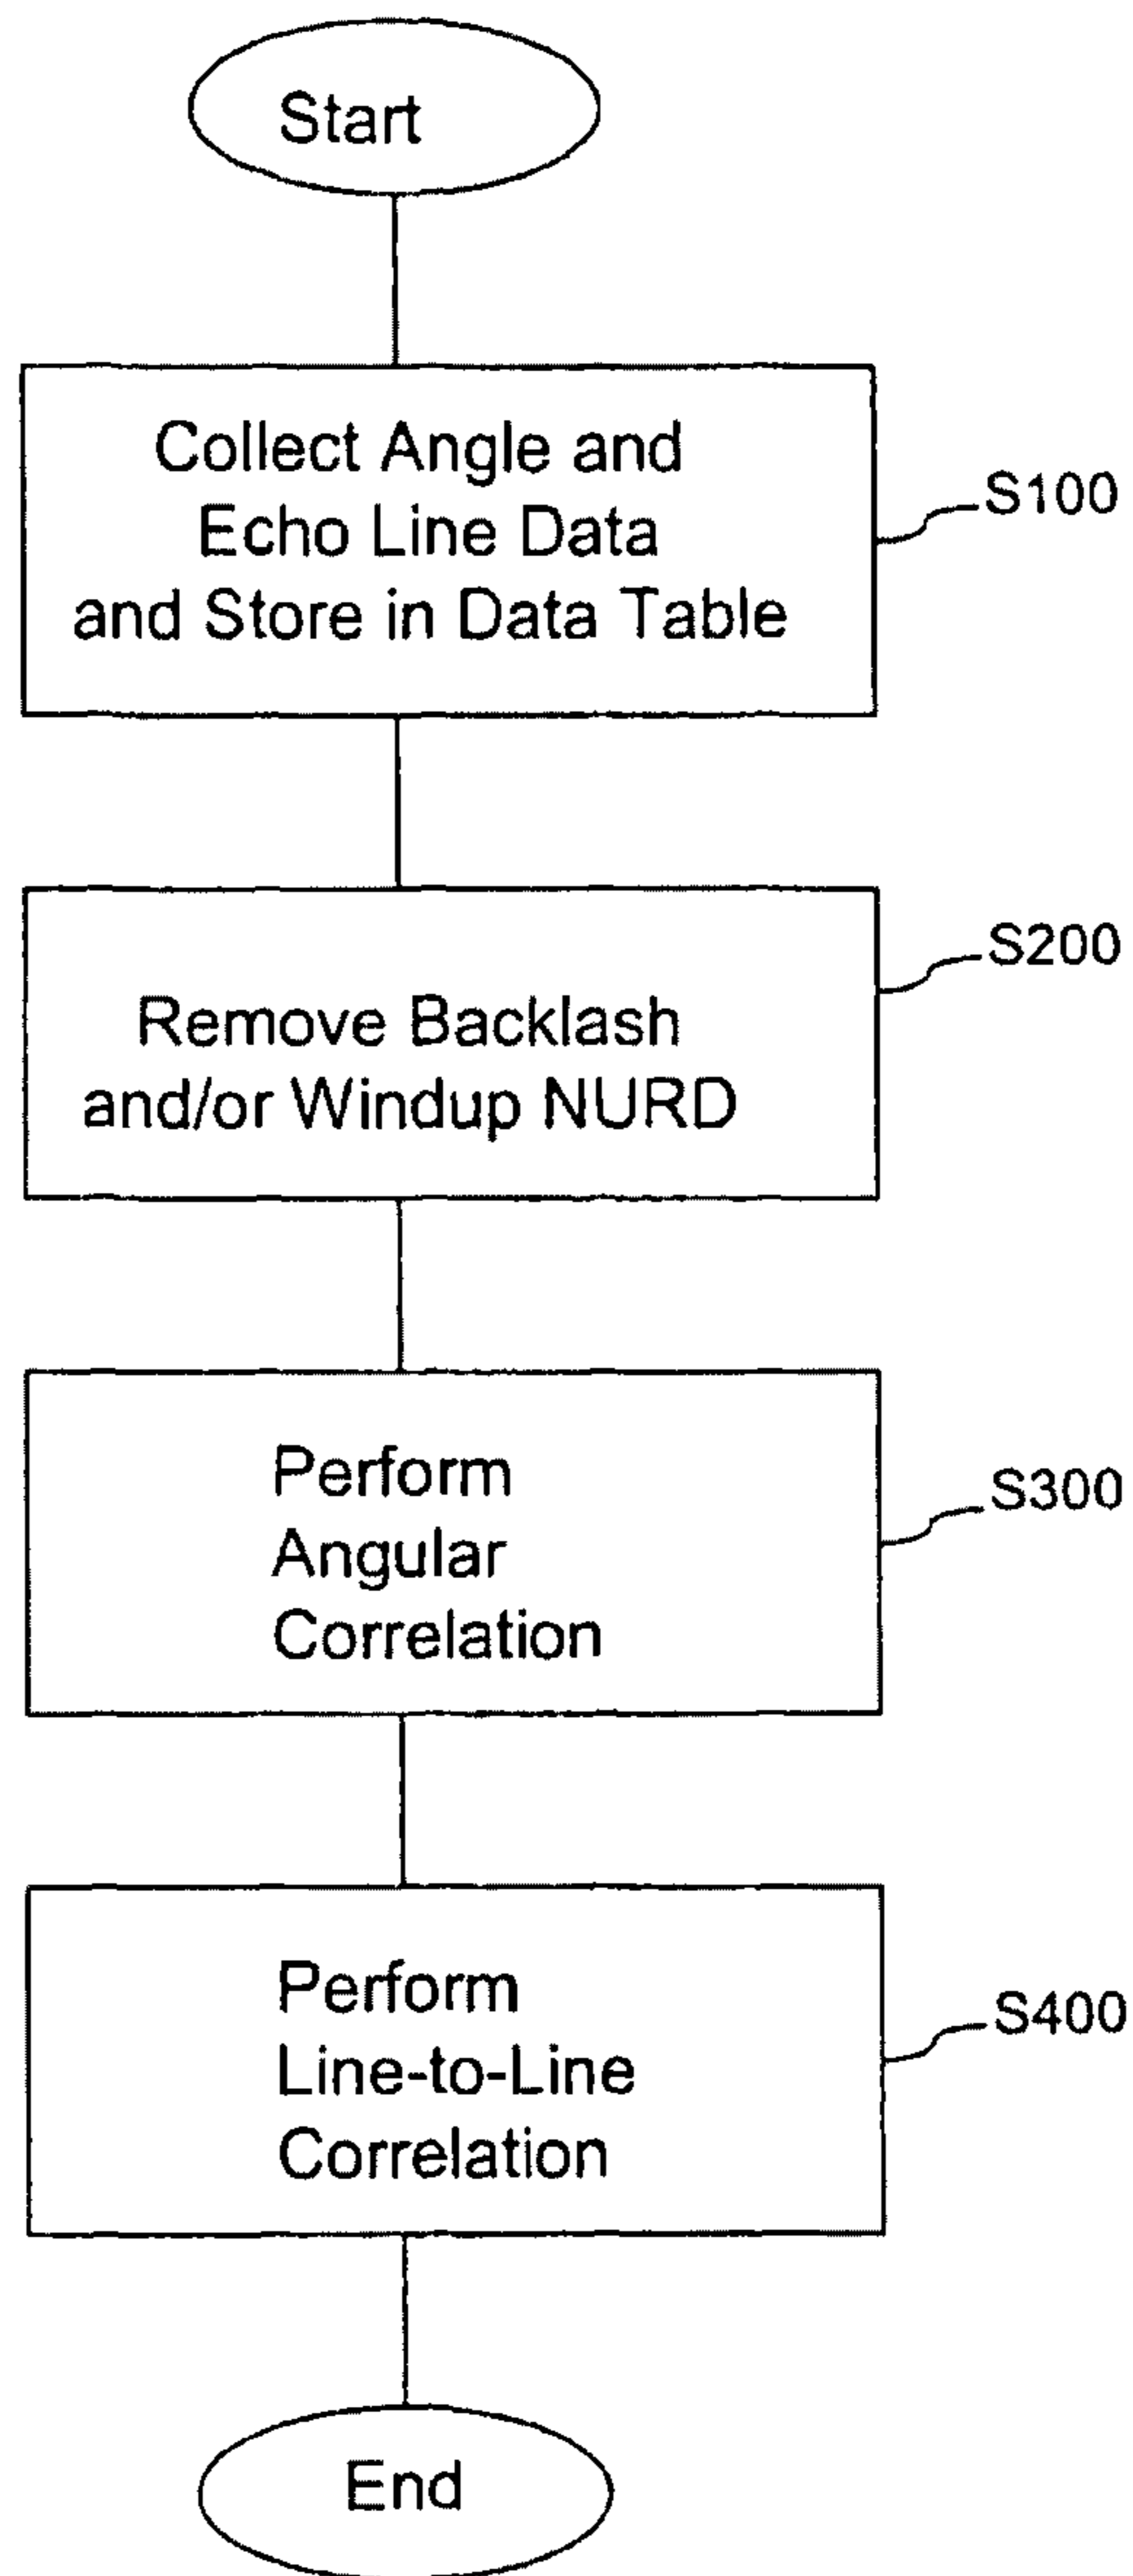 Start
Collect Angle and
Echo Line Data
and Store in Data Table
S100
Remove Backlash
and/or Windup NURD
S200
Perform
Angular
Correlation
S300
Perform
Line-to-Line
Correlation
S400
End